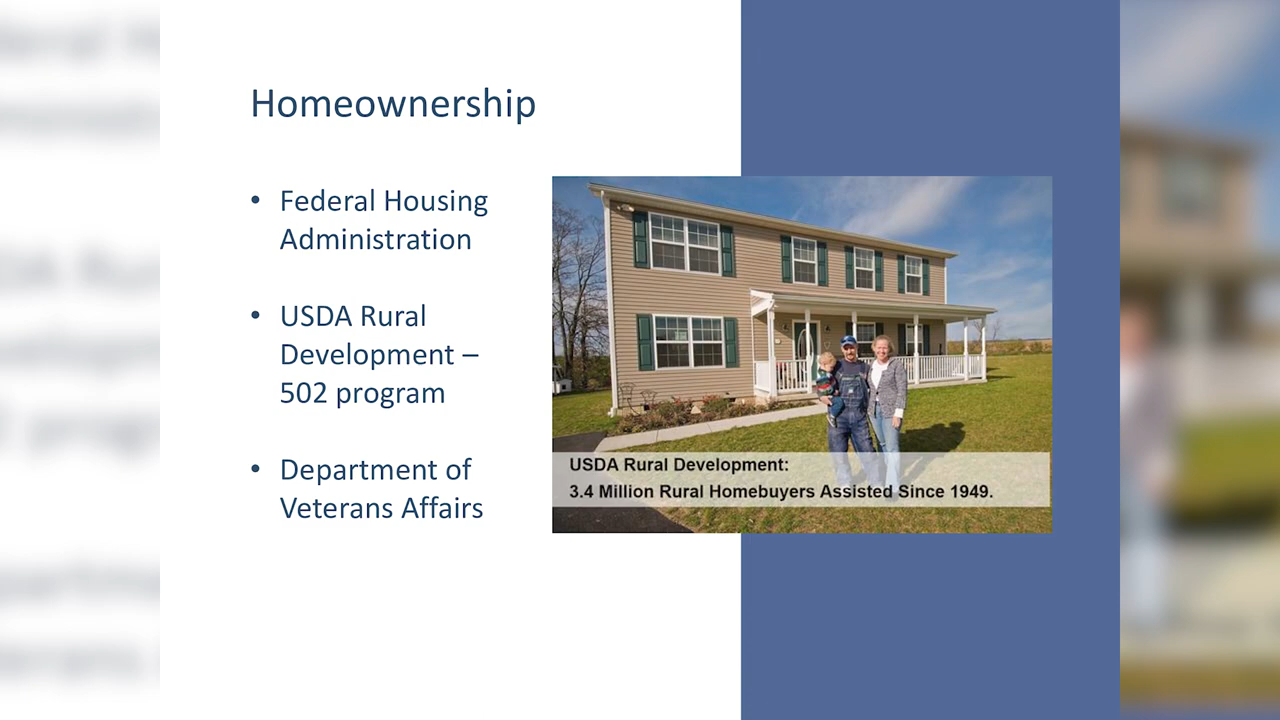 Homeownership
• Federal Housing
Administration
• USDA Rural
Development –
502 program
• Department of
Veterans Affairs
USDA Rural Development:
3.4 Million Rural Homebuyers Assisted Since 1949.